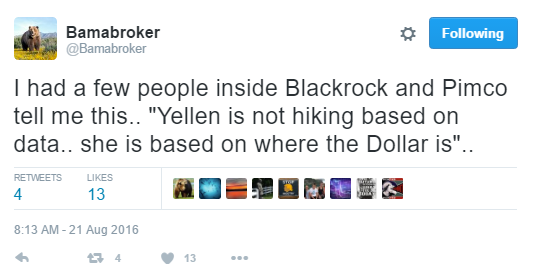 Bamabroker
@Bamabroker
Following
I had a few people inside Blackrock and Pimco
tell me this.. "Yellen is not hiking based on
data.. she is based on where the Dollar is"..
RETWEETS LIKES
4 13
8:13 AM - 21 Aug 2016
4 13